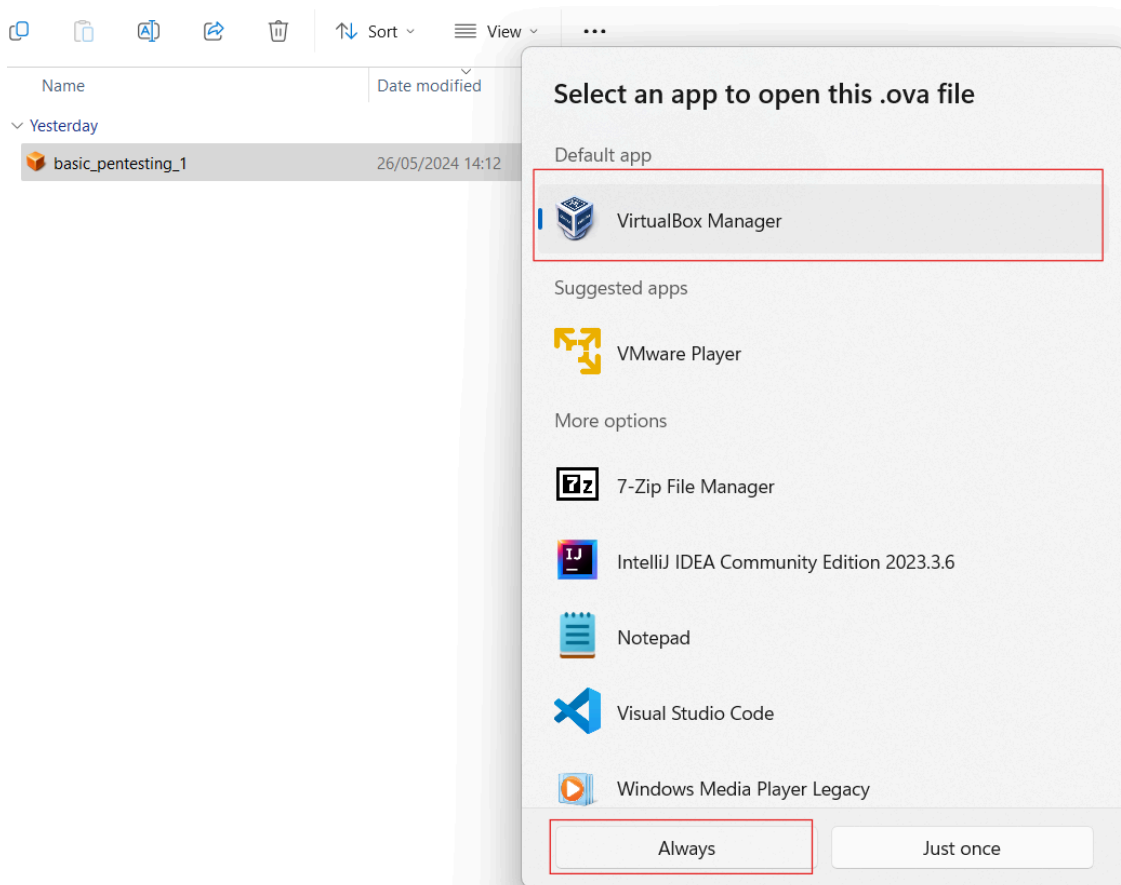 Sort
View
Name
Date modified
Yesterday
basic_pentesting_1
26/05/2024 14:12
Select an app to open this .ova file
Default app
VirtualBox Manager
Suggested apps
VMware Player
More options
7z
7-Zip File Manager
IJ
IntelliJ IDEA Community Edition 2023.3.6
Notepad
Visual Studio Code
Windows Media Player Legacy
Always
Just once